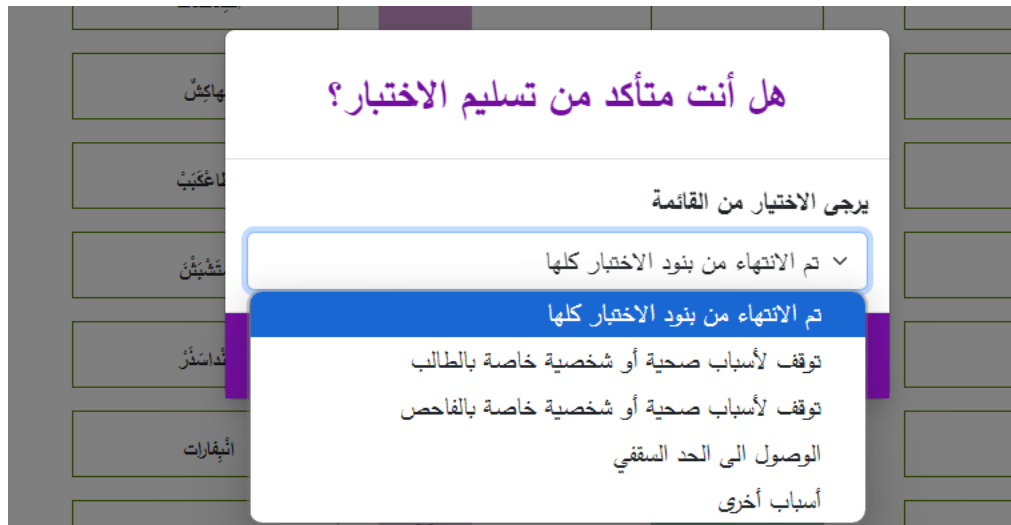 هل أنت متأكد من تسليم الاختبار؟
يرجى الاختيار من القائمة
تم الانتهاء من بنود الاختبار كلها
تم الانتهاء من بنود الاختبار كلها
توقف لأسباب صحية أو شخصية خاصة بالطالب
توقف لأسباب صحية أو شخصية خاصة بالفاحص
الوصول الى الحد السقفي
أسباب أخرى
انْبِفارات